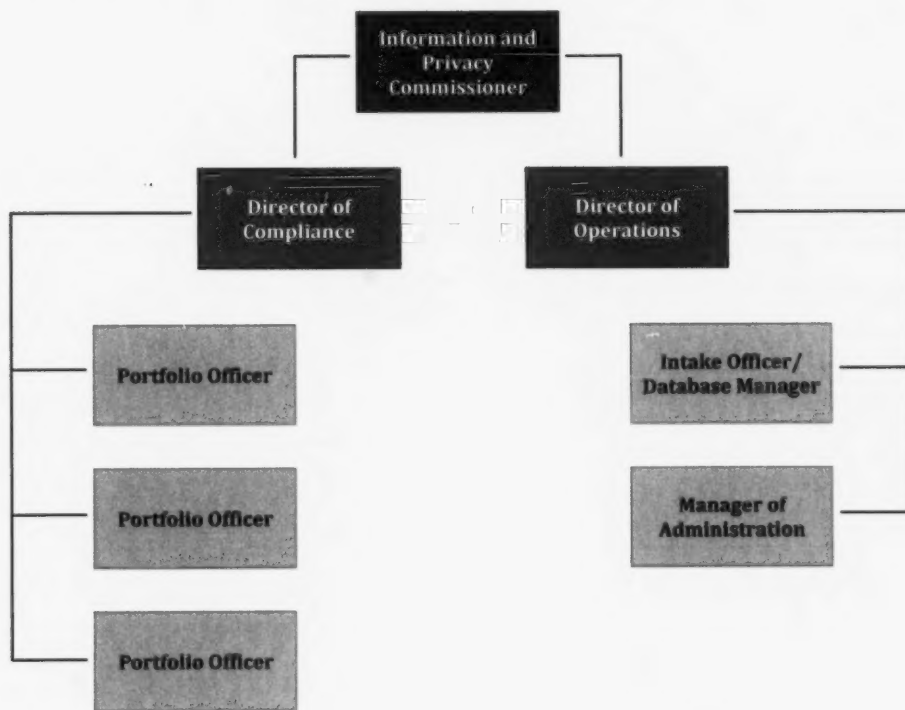 Information and
Privacy
Commissioner
Director of
Compliance
Director of
Operations
Portfolio Officer
Intake Officer/
Database Manager
Portfolio Officer
Manager of
Administration
Portfolio Officer